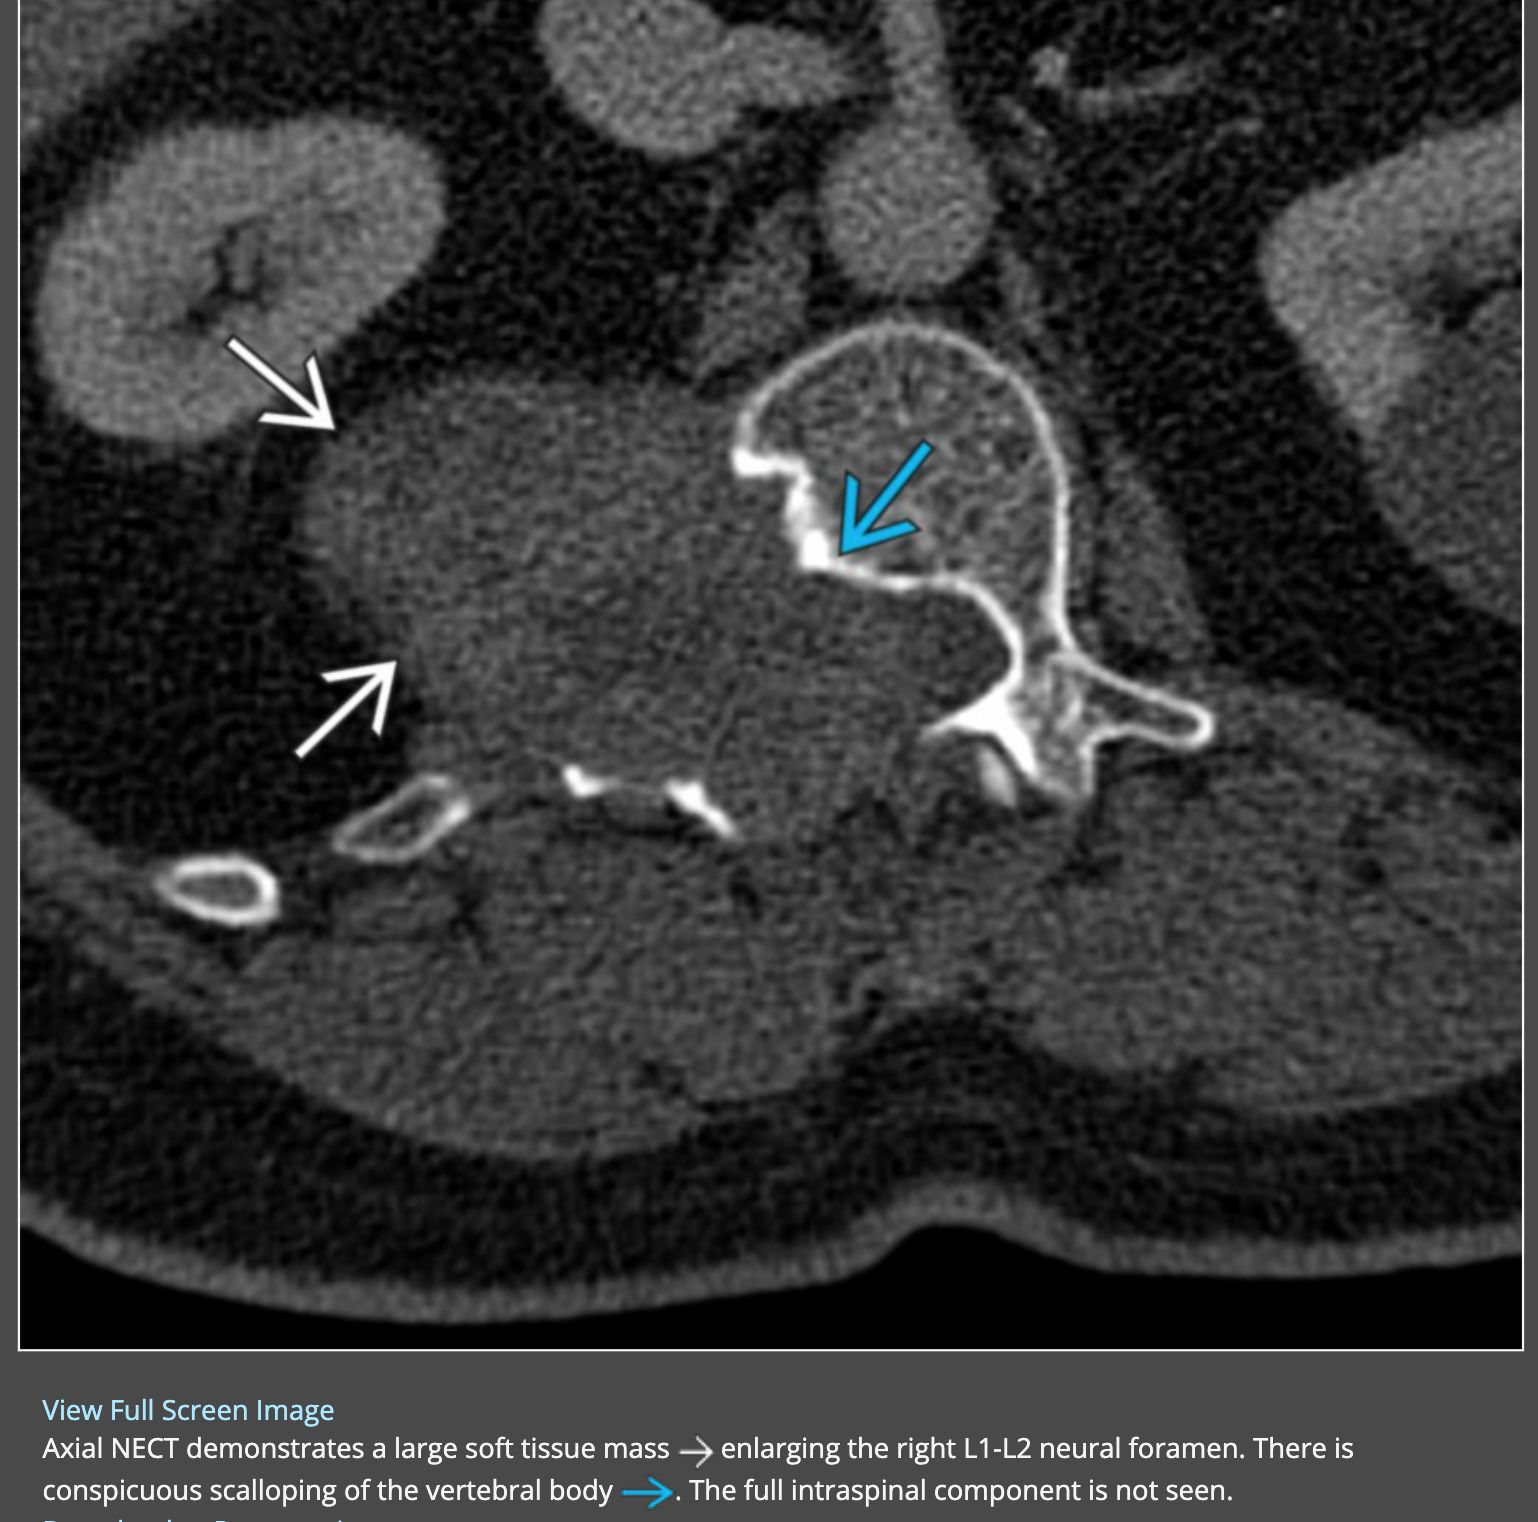 View Full Screen Image
Axial NECT demonstrates a large soft tissue mass → enlarging the right L1-L2 neural foramen. There is
conspicuous scalloping of the vertebral body →. The full intraspinal component is not seen.